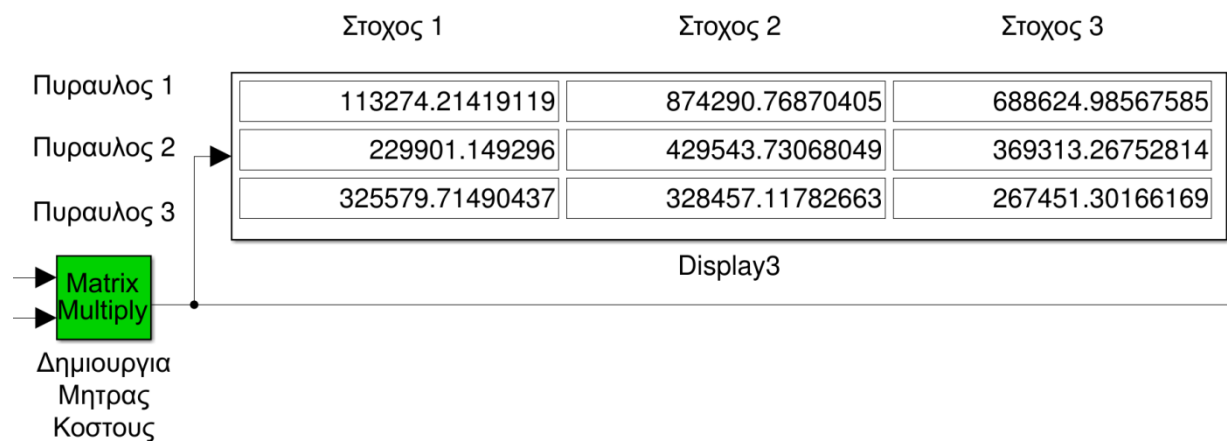 Στοχος 1 Στοχος 2 Στοχος 3
Πυραυλος 1 113274.21419119 874290.76870405 688624.98567585
Πυραυλος 2 229901.149296 429543.73068049 369313.26752814
Πυραυλος 3 325579.71490437 328457.11782663 267451.30166169
Display3
Matrix
Multiply
Δημιουργια
Μητρας
Κοστους